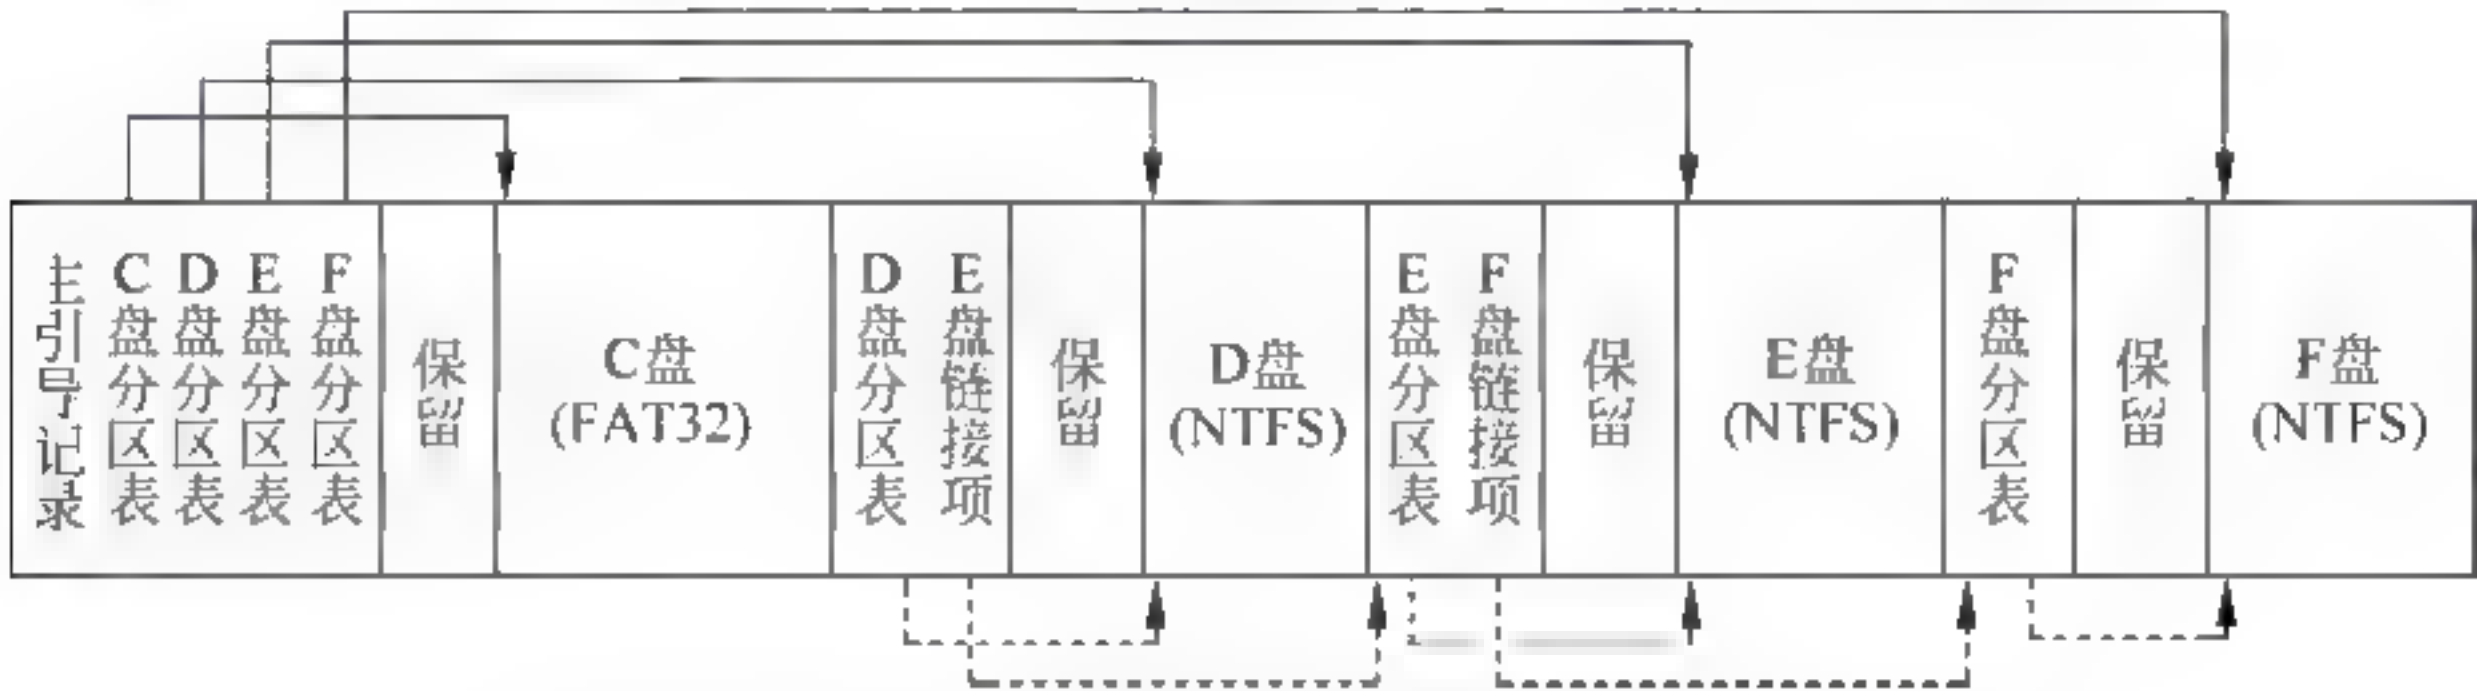 主引导记录
C盘分区表
D盘分区表
E盘分区表
F盘分区表
保留
C盘
(FAT32)
D盘分区表
E盘链接项
保留
D盘
(NTFS)
E盘分区表
F盘链接项
保留
E盘
(NTFS)
F盘分区表
保留
F盘
(NTFS)